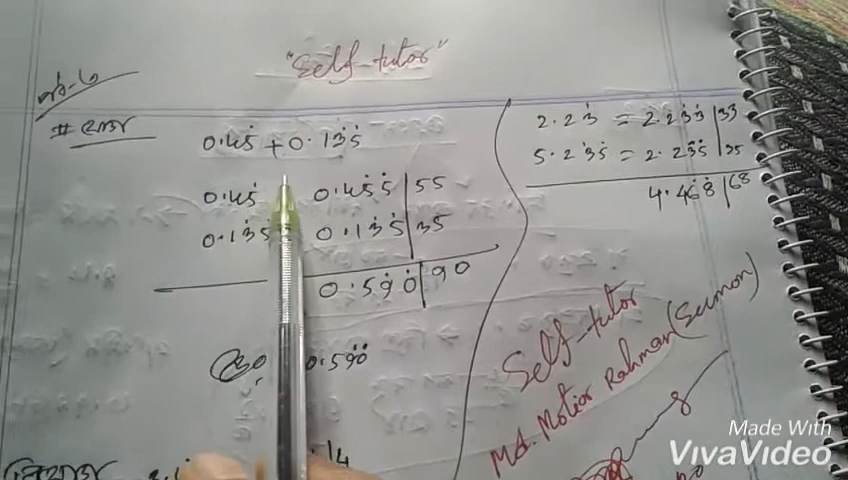 "Self-tutor"
0.45̇ + 0.13̇5̇
0.45̇ 0.45̇5̇ | 55
0.13̇5̇ 0.13̇5̇ | 35
0.59̇0̇ | 90
0.59̇0̇
2.23̇ = 2.23̇3̇ | 33
5.23̇5̇ = 2.23̇5̇ | 35
4.46̇8̇ | 68
Self-tutor
Md. Motior Rahman (Sumon)
Made With
VivaVideo